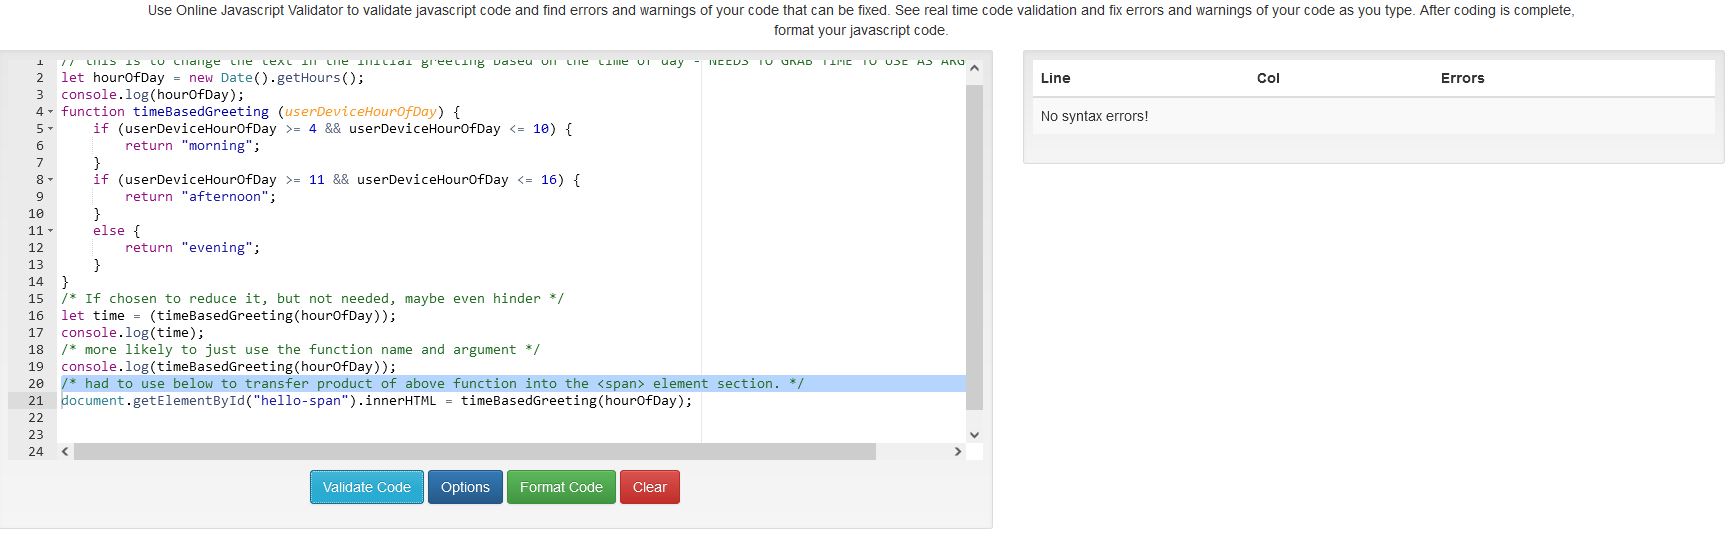 Use Online Javascript Validator to validate javascript code and find errors and warnings of your code that can be fixed. See real time code validation and fix errors and warnings of your code as you type. After coding is complete,
format your javascript code.
1 // this is to change the text in the initial greeting based on the time of day - NEEDS TO GRAB TIME TO USE AS ARG
2 let hourOfDay = new Date().getHours();
3 console.log(hourOfDay);
4 function timeBasedGreeting (userDeviceHourOfDay) {
5 if (userDeviceHourOfDay >= 4 && userDeviceHourOfDay <= 10) {
6 return "morning";
7 }
8 if (userDeviceHourOfDay >= 11 && userDeviceHourOfDay <= 16) {
9 return "afternoon";
10 }
11 else {
12 return "evening";
13 }
14 }
15 /* If chosen to reduce it, but not needed, maybe even hinder */
16 let time = (timeBasedGreeting(hourOfDay));
17 console.log(time);
18 /* more likely to just use the function name and argument */
19 console.log(timeBasedGreeting(hourOfDay));
20 /* had to use below to transfer product of above function into the <span> element section. */
21 document.getElementById("hello-span").innerHTML = timeBasedGreeting(hourOfDay);
22
23
24
Validate Code Options Format Code Clear
Line Col Errors
No syntax errors!